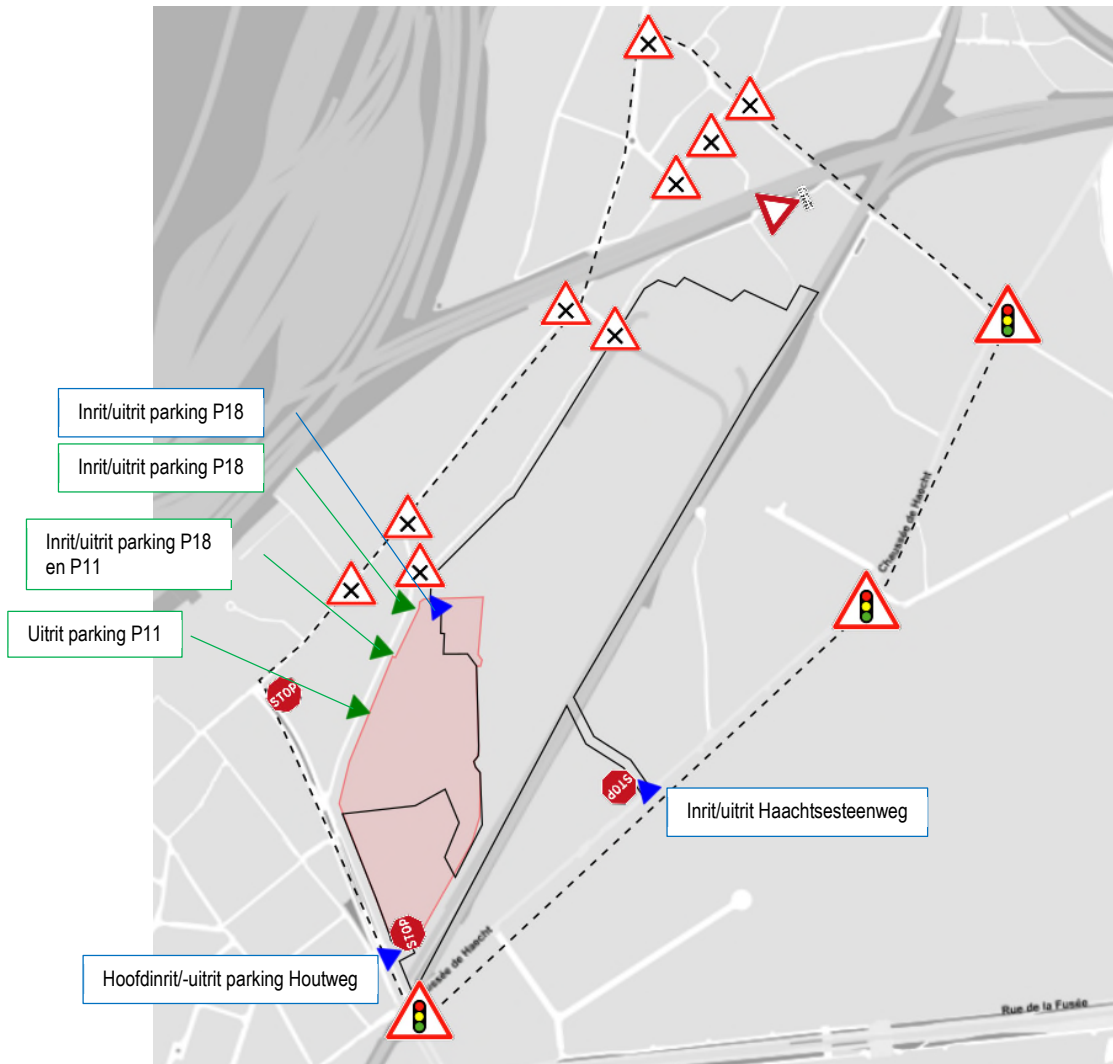 Inrit/uitrit parking P18
Inrit/uitrit parking P18
Inrit/uitrit parking P18
en P11
Uitrit parking P11
Chaussée de Haecht
STOP
STOP
Inrit/uitrit Haachtsesteenweg
STOP
Hoofdinrit/-uitrit parking Houtweg
ussée de Haecht
Rue de la Fusée